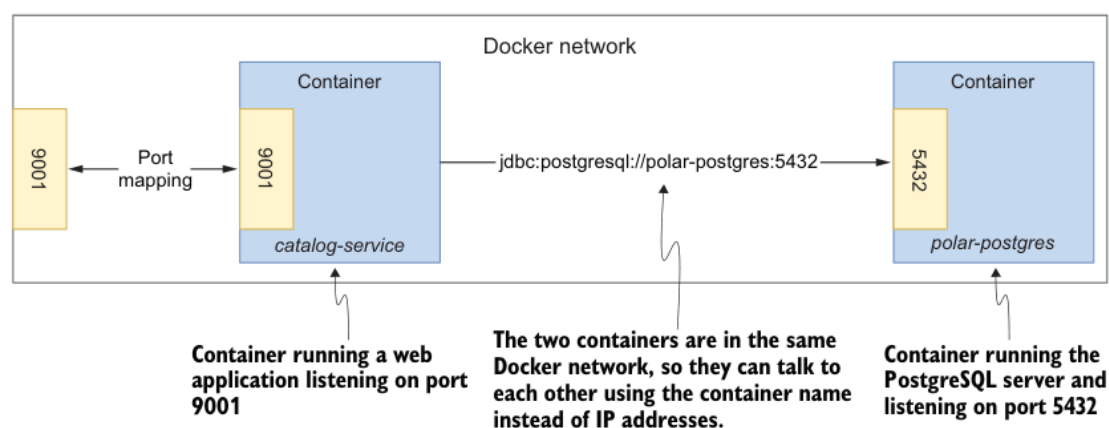 Docker network
Container
Container
9001
Port
mapping
9001
jdbc:postgresql://polar-postgres:5432
5432
catalog-service
polar-postgres
Container running a web
application listening on port
9001
The two containers are in the same
Docker network, so they can talk to
each other using the container name
instead of IP addresses.
Container running the
PostgreSQL server and
listening on port 5432